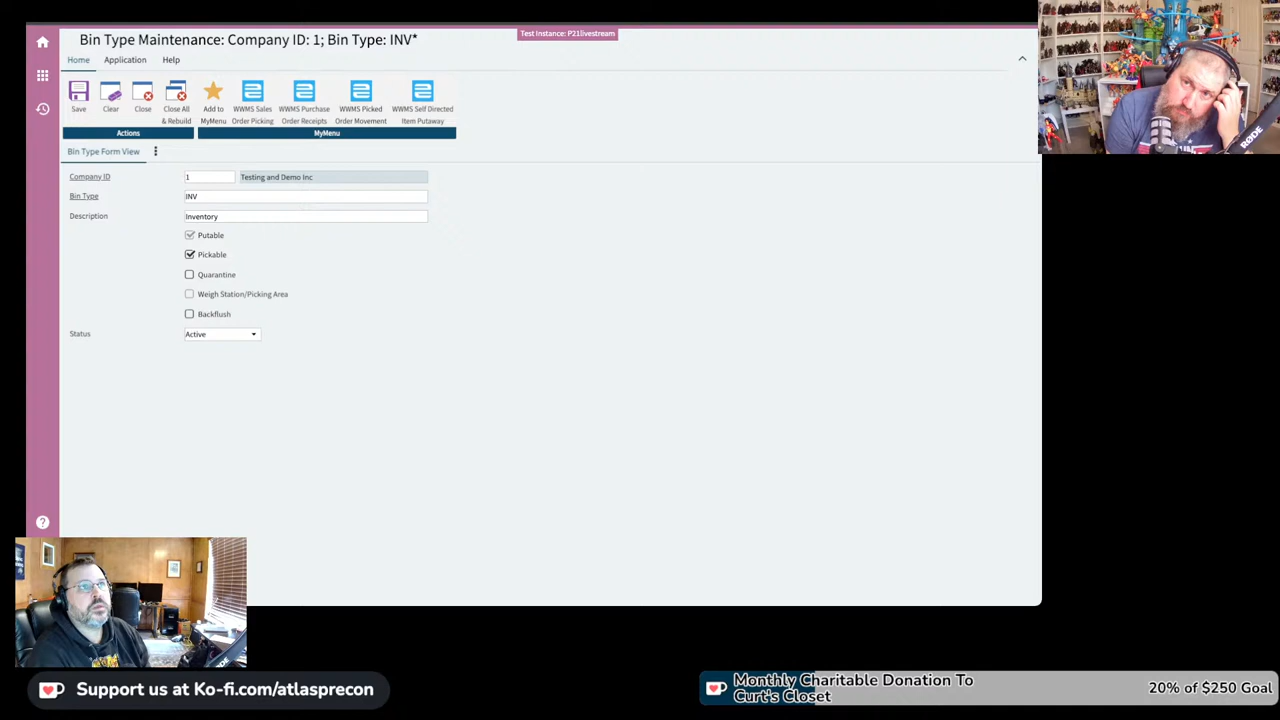 Test Instance: P21livestream
Bin Type Maintenance: Company ID: 1; Bin Type: INV*
Home Application Help
Save
Clear
Close
Close All
& Rebuild
Add to
MyMenu
WWMS Sales
Order Picking
WWMS Purchase
Order Receipts
WWMS Picked
Order Movement
WWMS Self Directed
Item Putaway
Actions
MyMenu
Bin Type Form View
Company ID 1 Testing and Demo Inc
Bin Type INV
Description Inventory
Putable
Pickable
Quarantine
Weigh Station/Picking Area
Backflush
Status Active
RØDE
Support us at Ko-fi.com/atlasprecon
Monthly Charitable Donation To
Curt's Closet
20% of $250 Goal